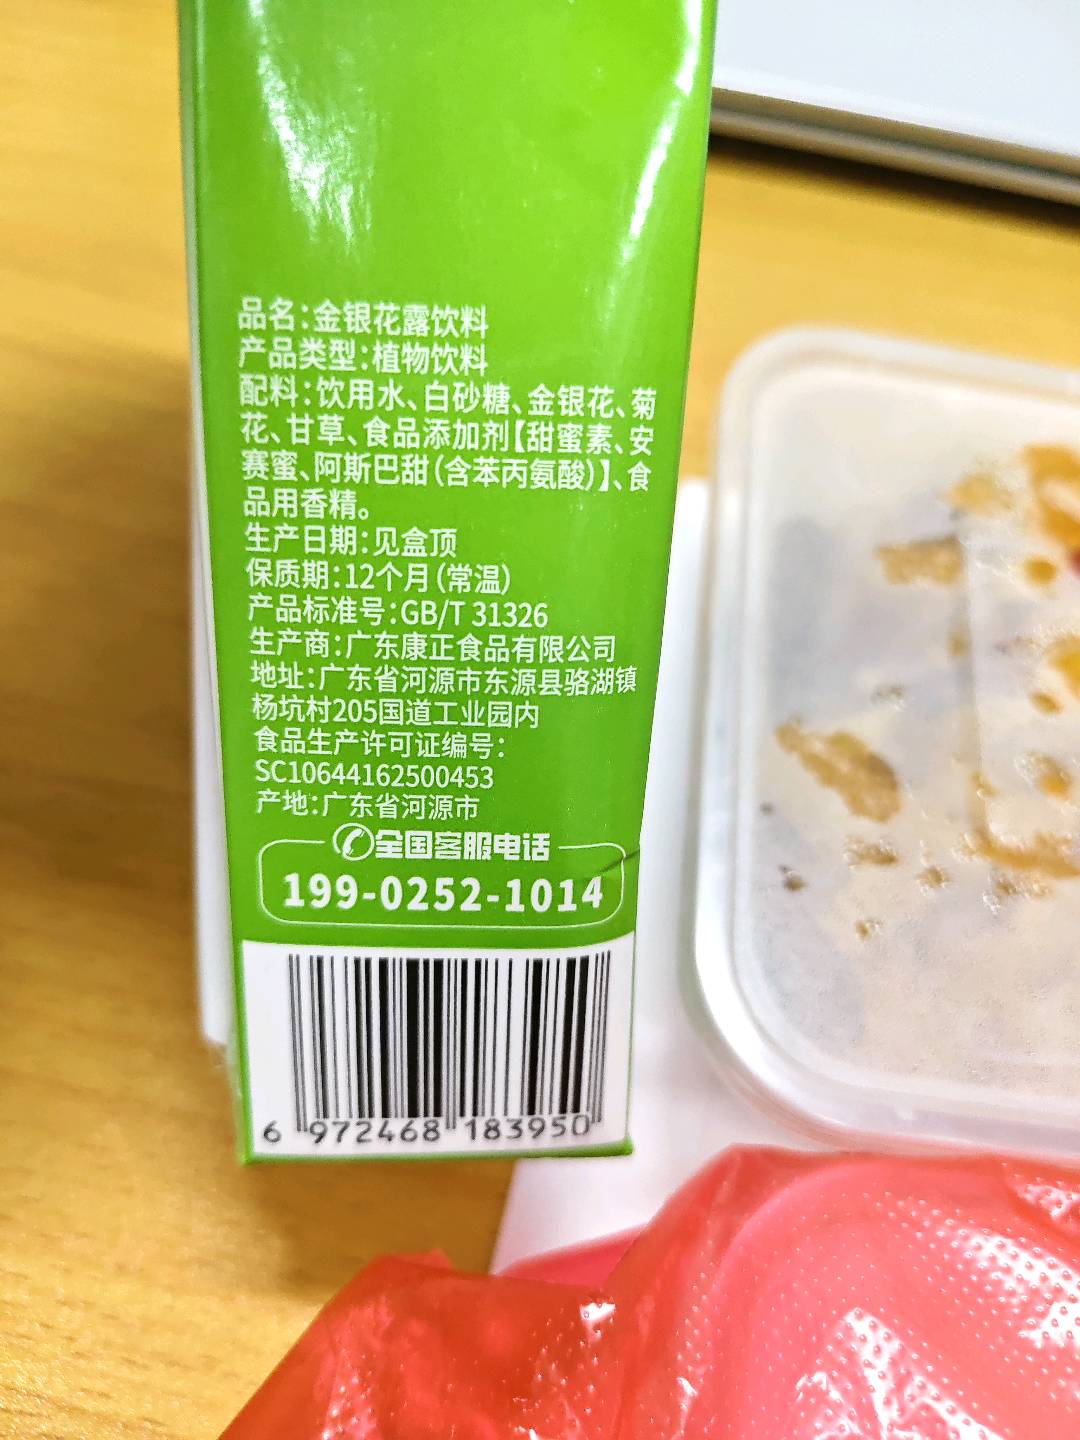 品名：金银花露饮料
产品类型：植物饮料
配料：饮用水、白砂糖、金银花、菊
花、甘草、食品添加剂【甜蜜素、安
赛蜜、阿斯巴甜（含苯丙氨酸）】、食
品用香精。
生产日期：见盒顶
保质期：12个月（常温）
产品标准号：GB/T 31326
生产商：广东康正食品有限公司
地址：广东省河源市东源县骆湖镇
杨坑村205国道工业园内
食品生产许可证编号：
SC10644162500453
产地：广东省河源市
全国客服电话
199-0252-1014
6 972468 183950